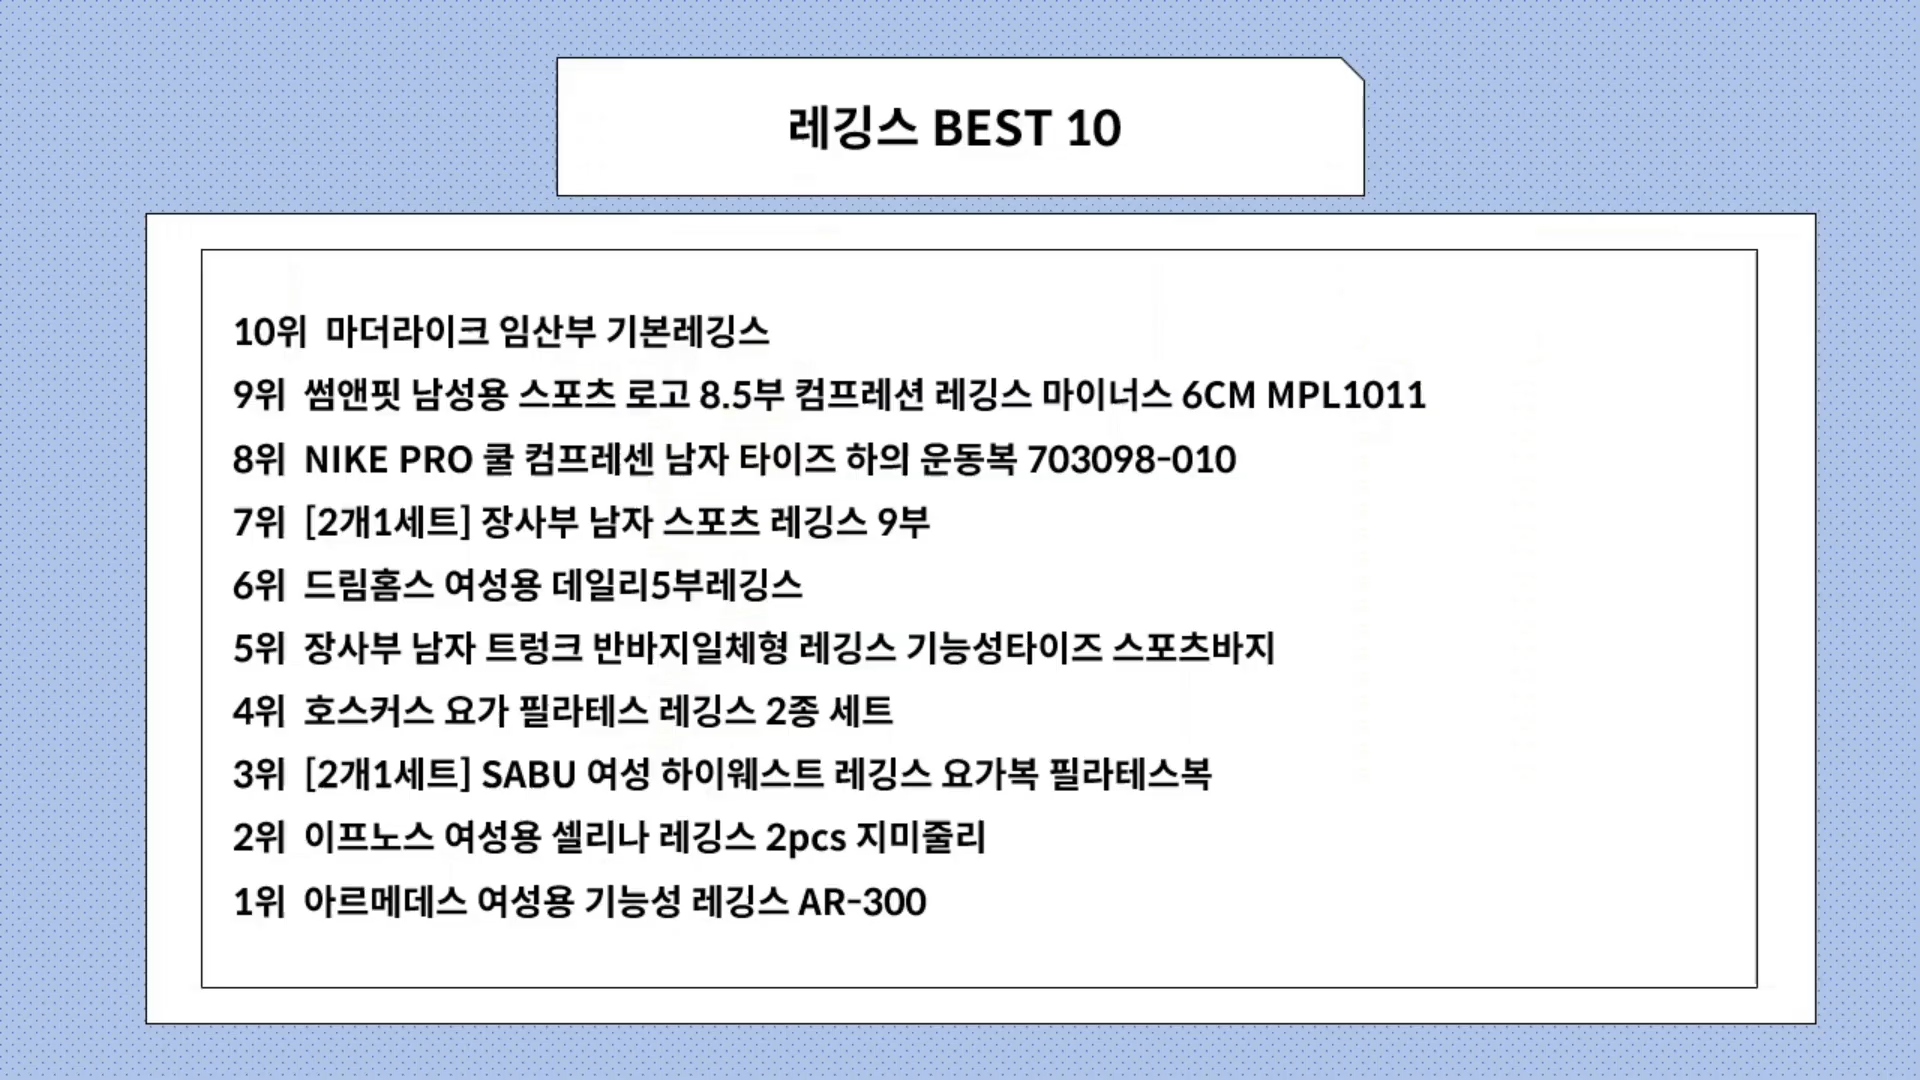 레깅스 BEST 10
10위 마더라이크 임산부 기본레깅스
9위 썸앤핏 남성용 스포츠 로고 8.5부 컴프레션 레깅스 마이너스 6CM MPL1011
8위 NIKE PRO 쿨 컴프레센 남자 타이즈 하의 운동복 703098-010
7위 [2개1세트] 장사부 남자 스포츠 레깅스 9부
6위 드림홈스 여성용 데일리5부레깅스
5위 장사부 남자 트렁크 반바지일체형 레깅스 기능성타이즈 스포츠바지
4위 호스커스 요가 필라테스 레깅스 2종 세트
3위 [2개1세트] SABU 여성 하이웨스트 레깅스 요가복 필라테스복
2위 이프노스 여성용 셀리나 레깅스 2pcs 지미줄리
1위 아르메데스 여성용 기능성 레깅스 AR-300